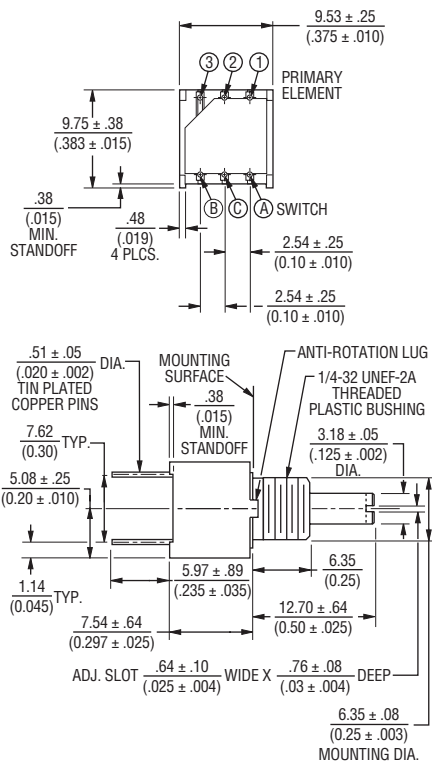 9.53 ± .25
(.375 ± .010)
3 2 1
PRIMARY
ELEMENT
9.75 ± .38
(.383 ± .015)
.38
(.015)
MIN.
STANDOFF
.48
(.019)
4 PLCS.
B C A SWITCH
2.54 ± .25
(0.10 ± .010)
2.54 ± .25
(0.10 ± .010)
.51 ± .05
(.020 ± .002)
DIA.
TIN PLATED
COPPER PINS
MOUNTING
SURFACE
ANTI-ROTATION LUG
1/4-32 UNEF-2A
THREADED
PLASTIC BUSHING
.38
(.015)
MIN.
STANDOFF
7.62
(0.30)
TYP.
3.18 ± .05
(.125 ± .002)
DIA.
5.08 ± .25
(0.20 ± .010)
1.14
(0.045)
TYP.
5.97 ± .89
(.235 ± .035)
6.35
(0.25)
7.54 ± .64
(0.297 ± .025)
12.70 ± .64
(0.50 ± .025)
ADJ. SLOT .64 ± .10 WIDE X .76 ± .08 DEEP
(.025 ± .004) (.03 ± .004)
6.35 ± .08
(0.25 ± .003)
MOUNTING DIA.